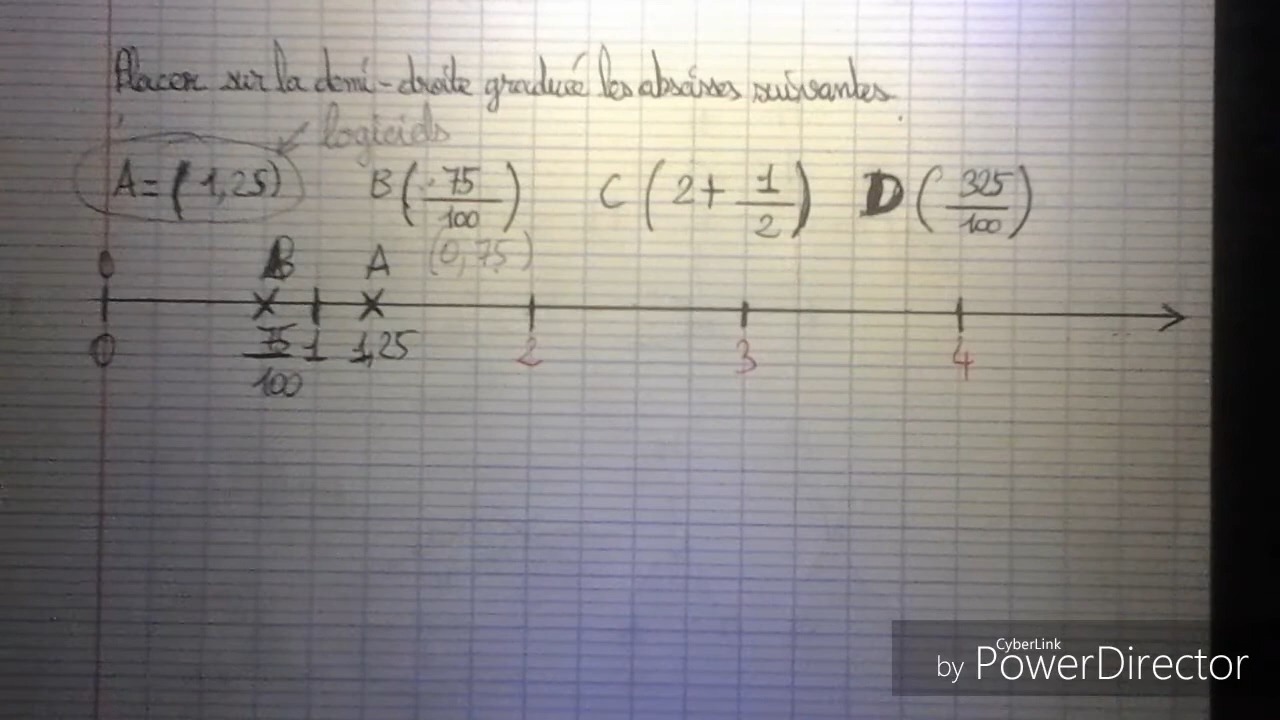 Placer sur la demi-droite gradueé les abscisses suivantes.
logiciels
A = (1,25) B(75/100) C(2+1/2) D(325/100)
0 B A (0,75)
0 75/100 1 1,25 2 3 4
by CyberLink PowerDirector